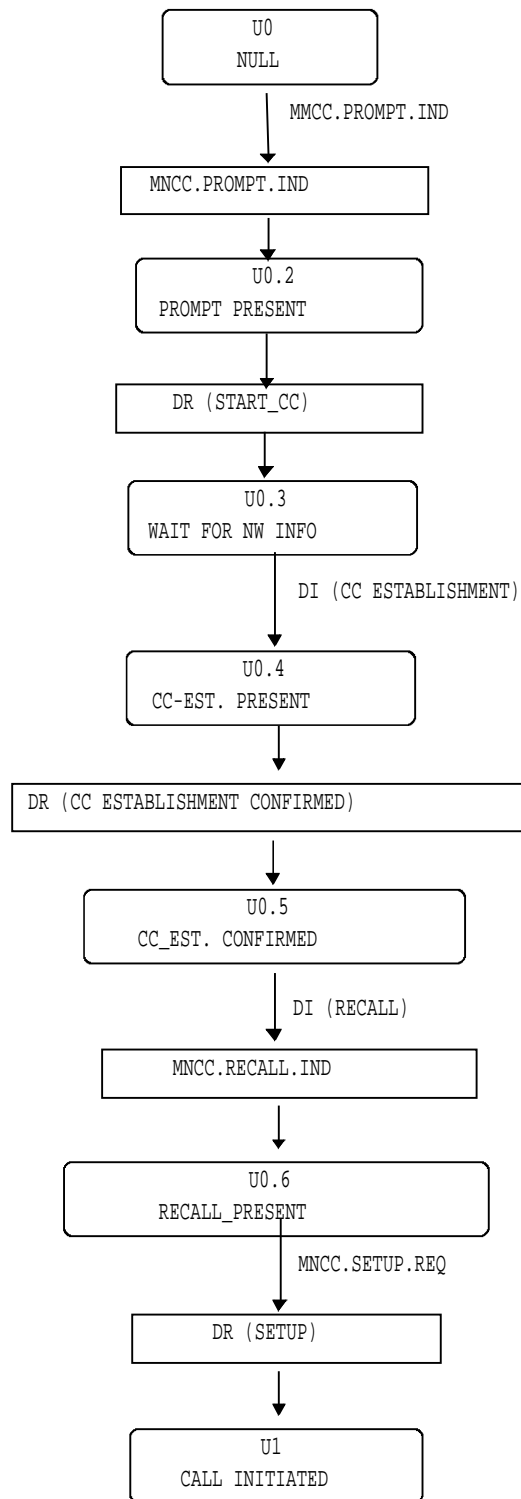 U0
NULL
MMCC.PROMPT.IND
MNCC.PROMPT.IND
U0.2
PROMPT PRESENT
DR (START_CC)
U0.3
WAIT FOR NW INFO
DI (CC ESTABLISHMENT)
U0.4
CC-EST. PRESENT
DR (CC ESTABLISHMENT CONFIRMED)
U0.5
CC_EST. CONFIRMED
DI (RECALL)
MNCC.RECALL.IND
U0.6
RECALL_PRESENT
MNCC.SETUP.REQ
DR (SETUP)
U1
CALL INITIATED